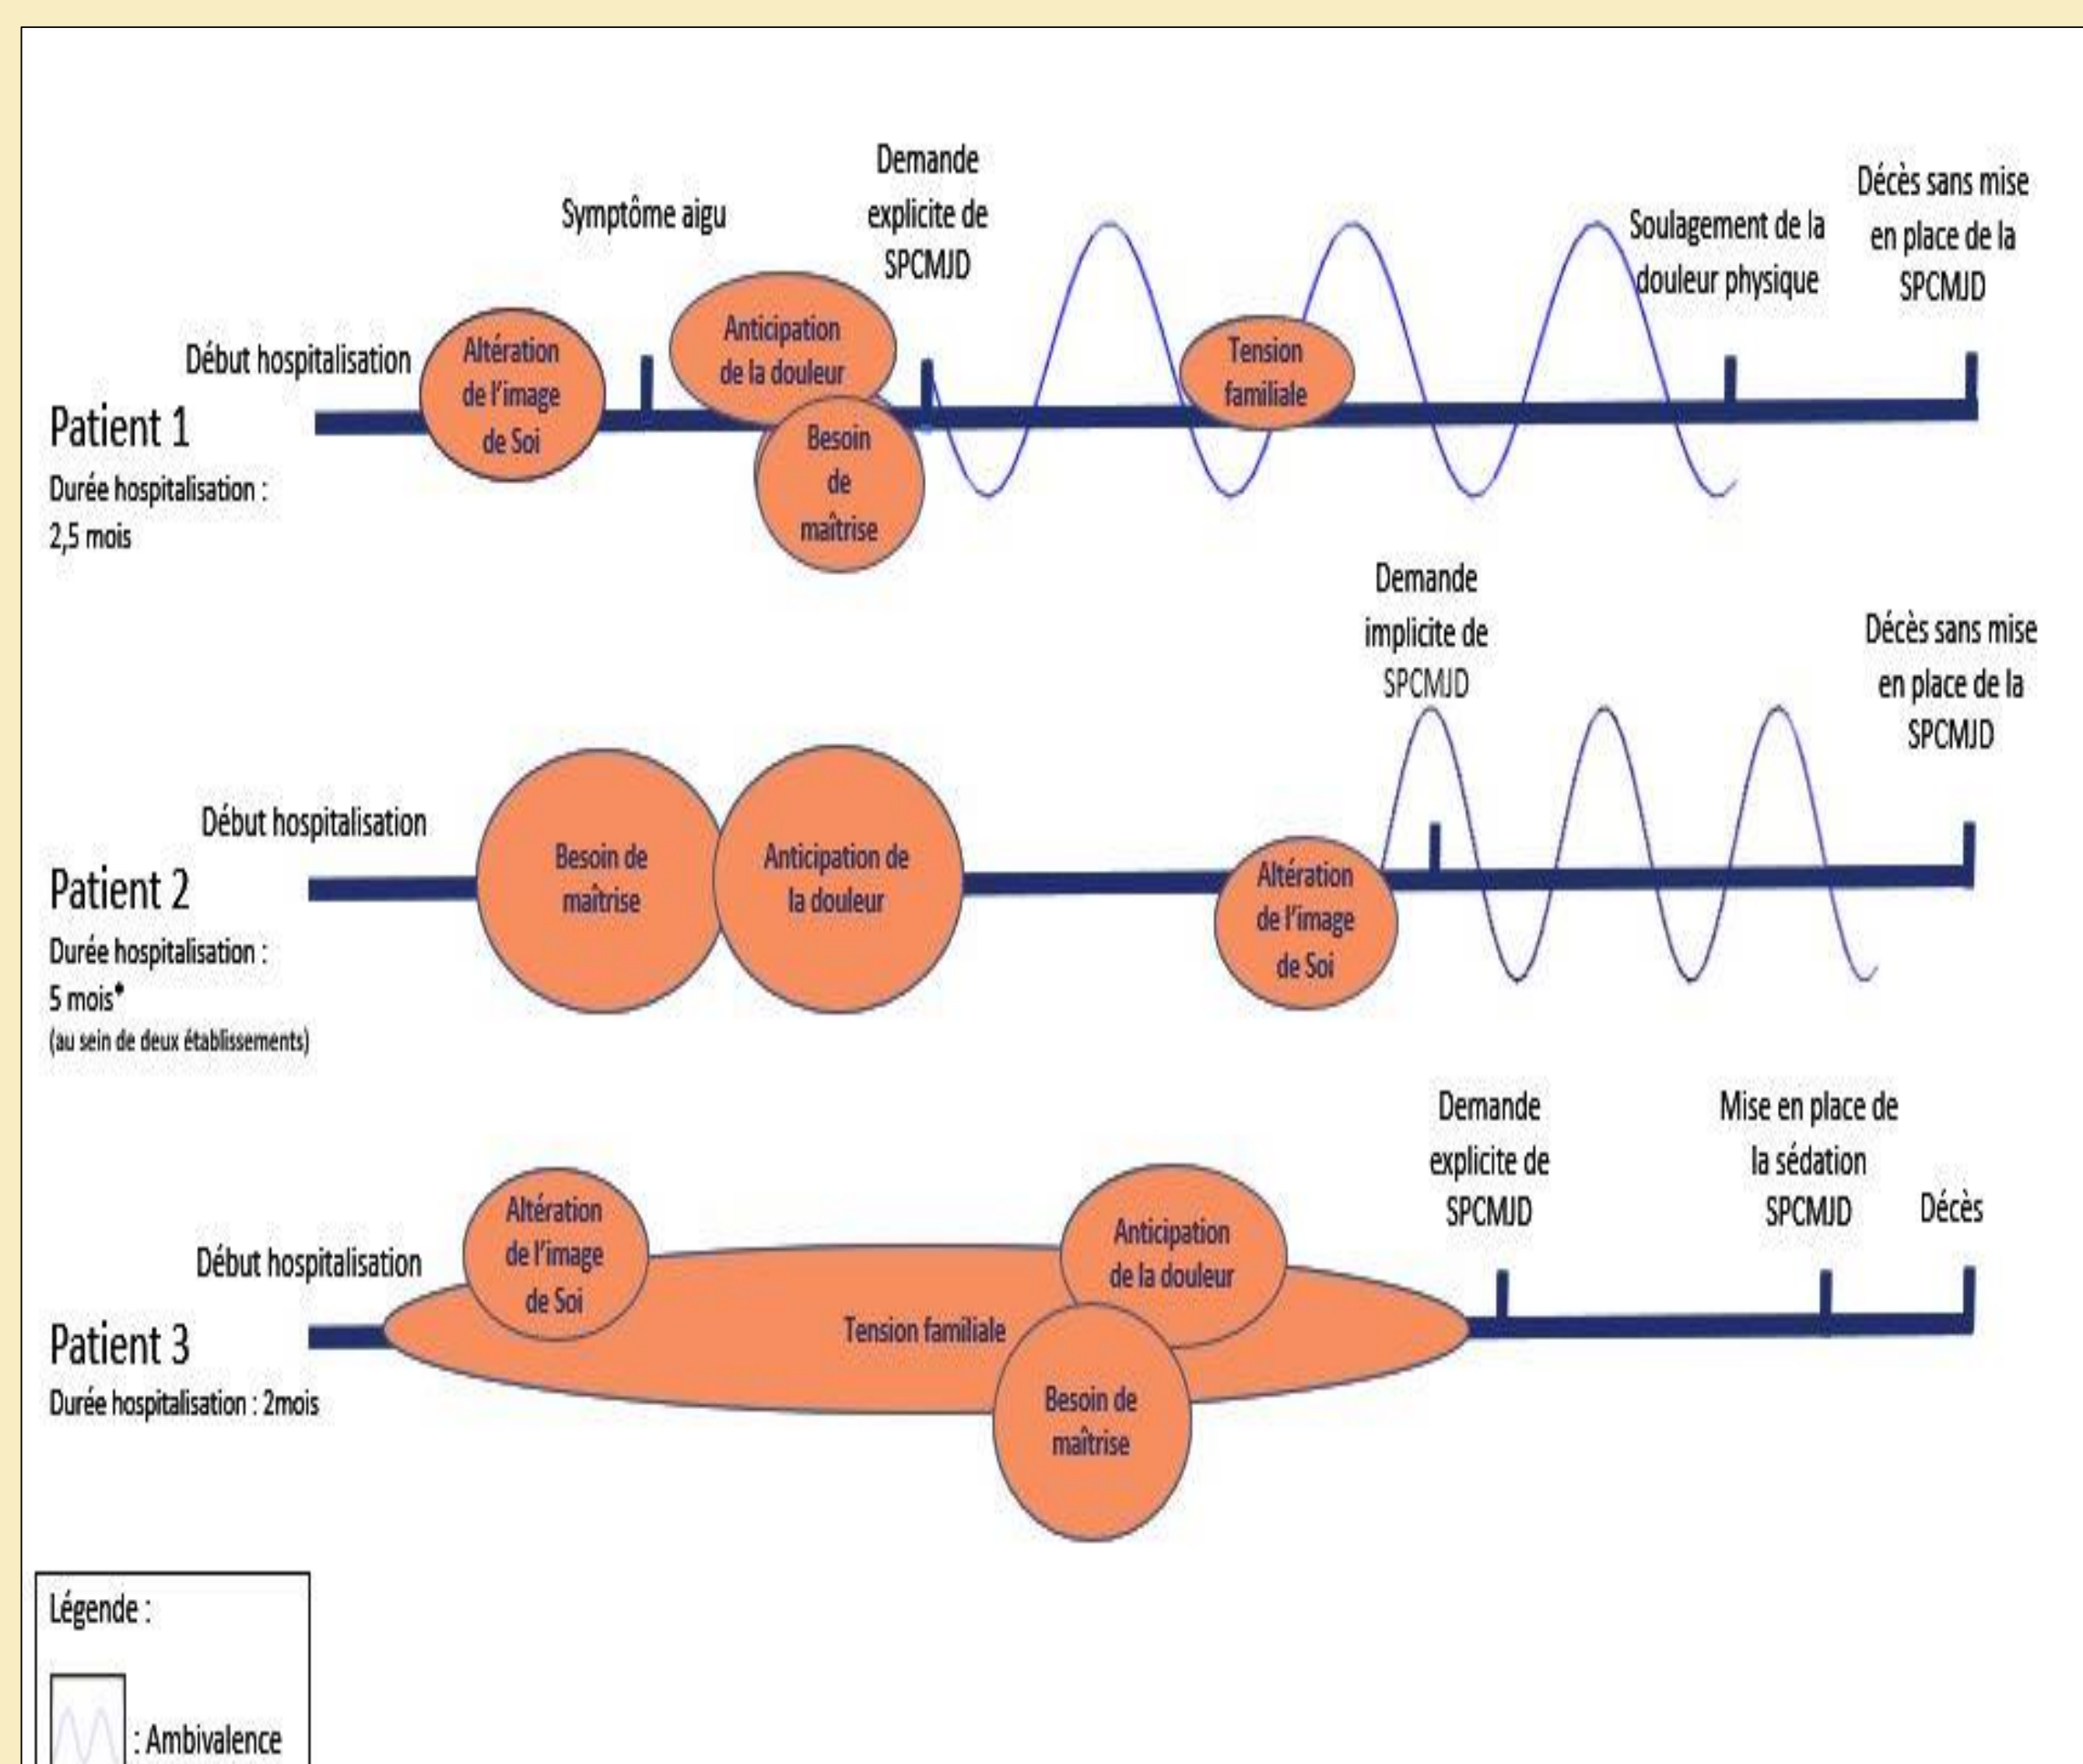 Demande
explicite de
SPCMJD
Symptôme aigu
Décès sans mise
en place de la
SPCMJD
Soulagement de la
douleur physique
Début hospitalisation
Altération
de l'image
de Soi
Anticipation
de la douleur
Besoin
de
maîtrise
Tension
familiale
Patient 1
Durée hospitalisation :
2,5 mois
Demande
implicite de
SPCMJD
Décès sans mise
en place de la
SPCMJD
Début hospitalisation
Besoin de
maîtrise
Anticipation de
la douleur
Altération
de l'image
de Soi
Patient 2
Durée hospitalisation :
5 mois*
(au sein de deux établissements)
Demande
explicite de
SPCMJD
Mise en place de
la sédation
SPCMJD
Décès
Début hospitalisation
Altération
de l'image
de Soi
Anticipation
de la douleur
Tension familiale
Besoin de
maîtrise
Patient 3
Durée hospitalisation : 2mois
Légende :
: Ambivalence